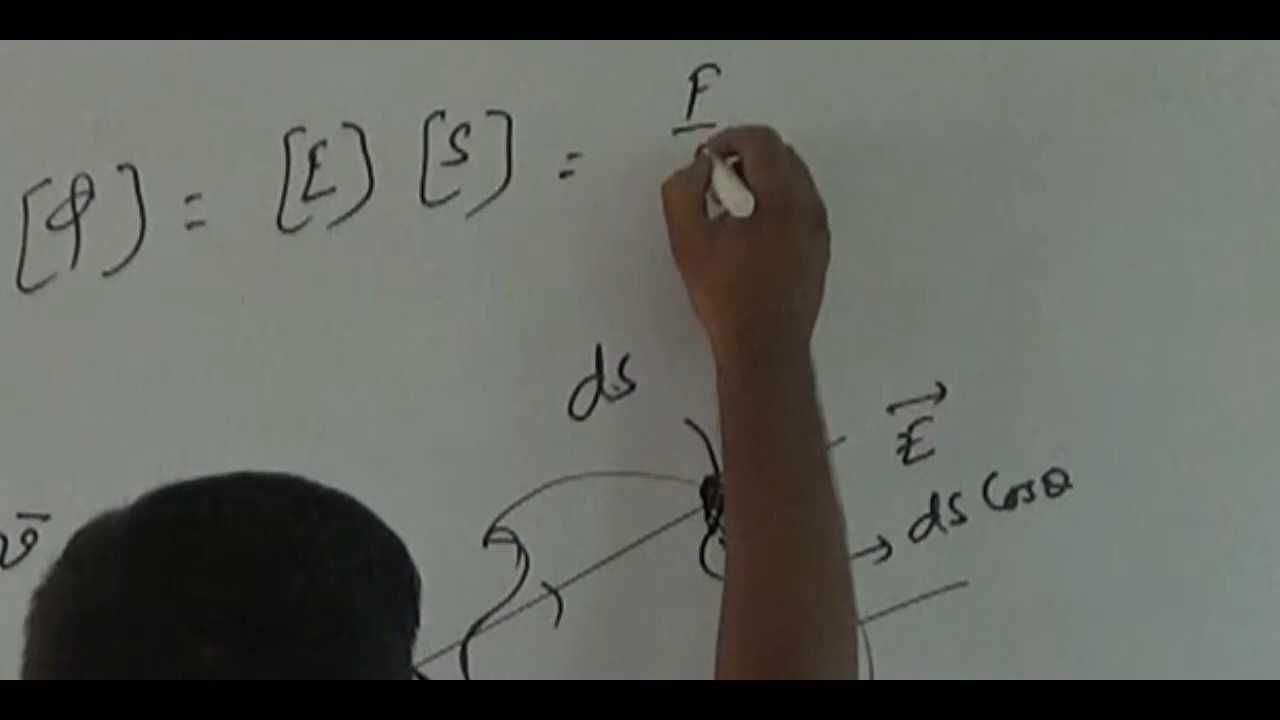 [φ] = [E] [S] = F
ds
E⃗
ds Cosθ